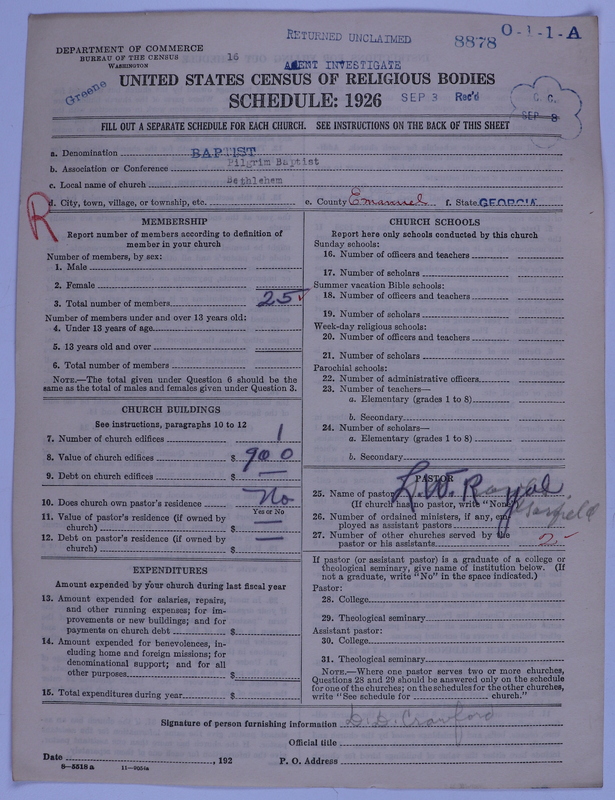 RETURNED UNCLAIMED
8878
O-1-1-A
DEPARTMENT OF COMMERCE
BUREAU OF THE CENSUS
WASHINGTON
16
AGENT INVESTIGATE
Greene
UNITED STATES CENSUS OF RELIGIOUS BODIES
SCHEDULE: 1926
SEP 3 Rec'd
C. C.
SEP 8
FILL OUT A SEPARATE SCHEDULE FOR EACH CHURCH. SEE INSTRUCTIONS ON THE BACK OF THIS SHEET
a. Denomination BAPTIST
b. Association or Conference Pilgrim Baptist
c. Local name of church Bethlehem
R
d. City, town, village, or township, etc. e. County Emanuel f. State GEORGIA
MEMBERSHIP
Report number of members according to definition of
member in your church
Number of members, by sex:
1. Male
2. Female
3. Total number of members 25
Number of members under and over 13 years old:
4. Under 13 years of age
5. 13 years old and over
6. Total number of members
NOTE.—The total given under Question 6 should be the
same as the total of males and females given under Question 3.
CHURCH BUILDINGS
See instructions, paragraphs 10 to 12
7. Number of church edifices 1
8. Value of church edifices $ 900
9. Debt on church edifices $ —
10. Does church own pastor's residence No
Yes or No
11. Value of pastor's residence (if owned by
church) $ —
12. Debt on pastor's residence (if owned by
church) $ —
EXPENDITURES
Amount expended by your church during last fiscal year
13. Amount expended for salaries, repairs,
and other running expenses; for im-
provements or new buildings; and for
payments on church debt $
14. Amount expended for benevolences, in-
cluding home and foreign missions; for
denominational support; and for all
other purposes $
15. Total expenditures during year $
CHURCH SCHOOLS
Report here only schools conducted by this church
Sunday schools:
16. Number of officers and teachers
17. Number of scholars
Summer vacation Bible schools:
18. Number of officers and teachers
19. Number of scholars
Week-day religious schools:
20. Number of officers and teachers
21. Number of scholars
Parochial schools:
22. Number of administrative officers
23. Number of teachers—
a. Elementary (grades 1 to 8)
b. Secondary
24. Number of scholars—
a. Elementary (grades 1 to 8)
b. Secondary
PASTOR
25. Name of pastor L. W. Royal
(If church has no pastor, write "None") Garfield
26. Number of ordained ministers, if any, em-
ployed as assistant pastors
27. Number of other churches served by the
pastor or his assistants 2
If pastor (or assistant pastor) is a graduate of a college or
theological seminary, give name of institution below. (If
not a graduate, write "No" in the space indicated.)
Pastor:
28. College
29. Theological seminary
Assistant pastor:
30. College
31. Theological seminary
NOTE.—Where one pastor serves two or more churches,
Questions 28 and 29 should be answered only on the schedule
for one of the churches; on the schedules for the other churches,
write "See schedule for church."
Signature of person furnishing information D. D. Crawford
Official title
Date , 192 P. O. Address
8-5518a 11-9054a